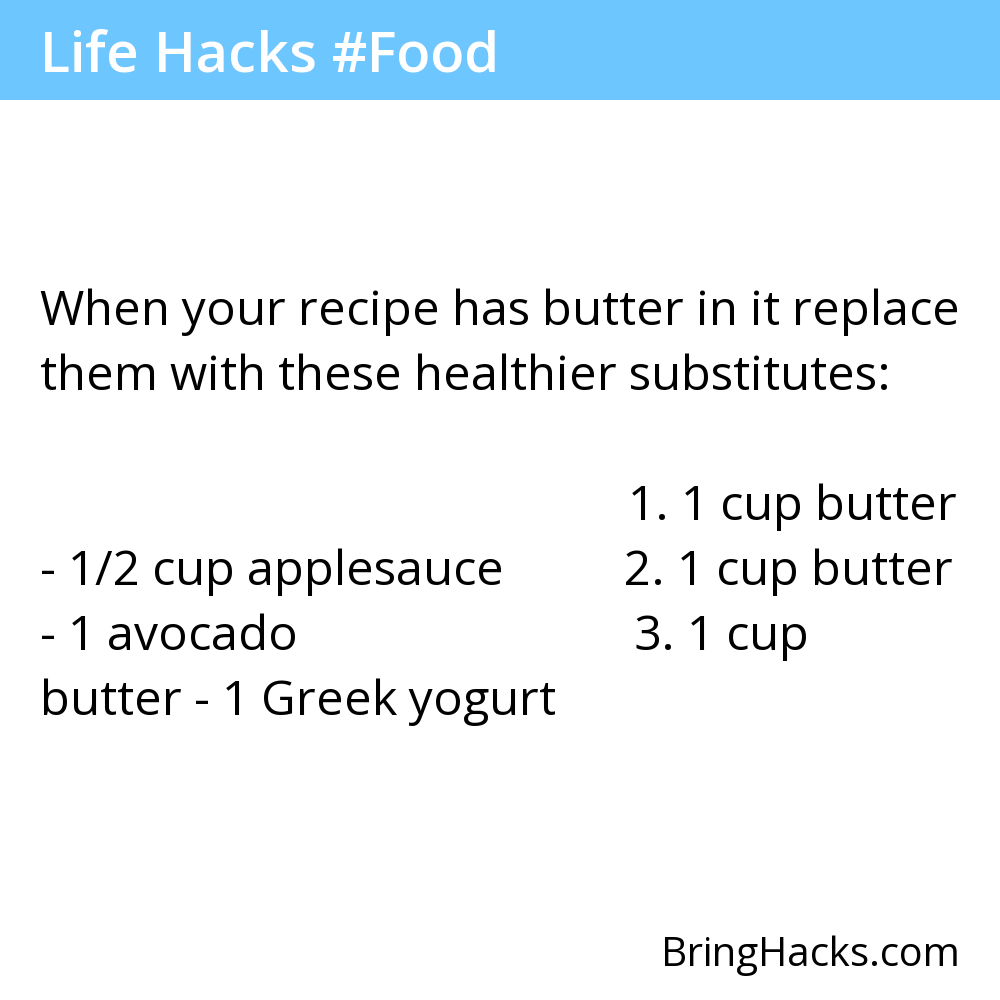 Life Hacks #Food
When your recipe has butter in it replace
them with these healthier substitutes:
1. 1 cup butter
- 1/2 cup applesauce 2. 1 cup butter
- 1 avocado 3. 1 cup
butter - 1 Greek yogurt
BringHacks.com